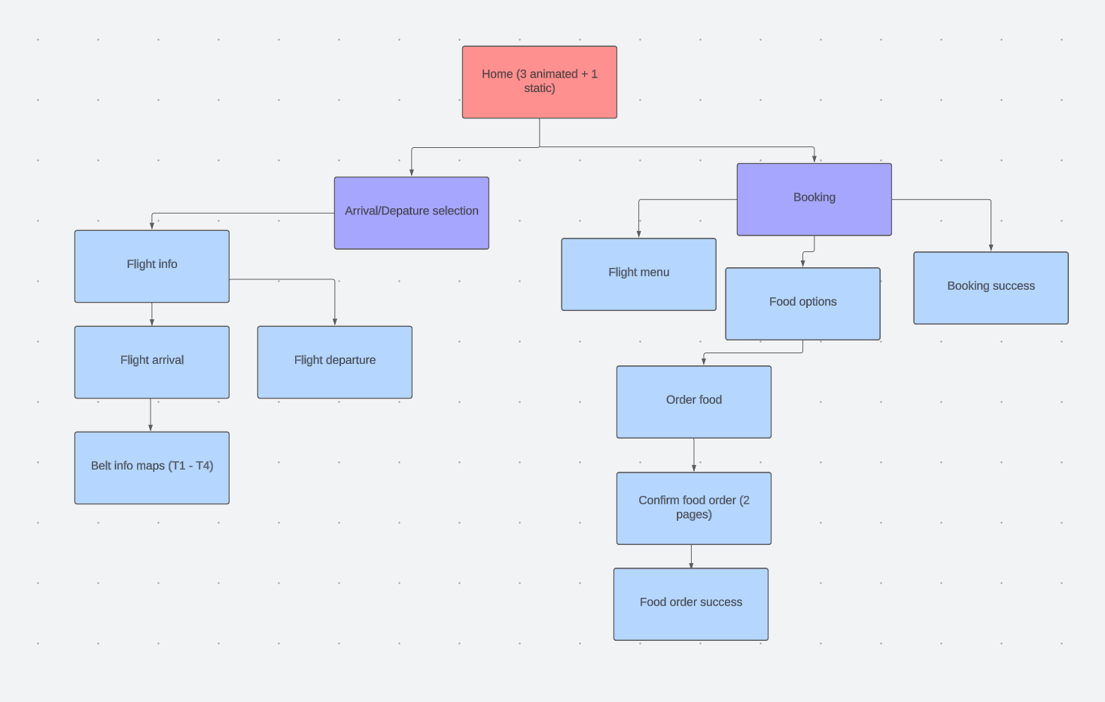 Home (3 animated + 1
static)
Arrival/Depature selection
Booking
Flight info
Flight menu
Food options
Booking success
Flight arrival
Flight departure
Order food
Belt info maps (T1 - T4)
Confirm food order (2
pages)
Food order success